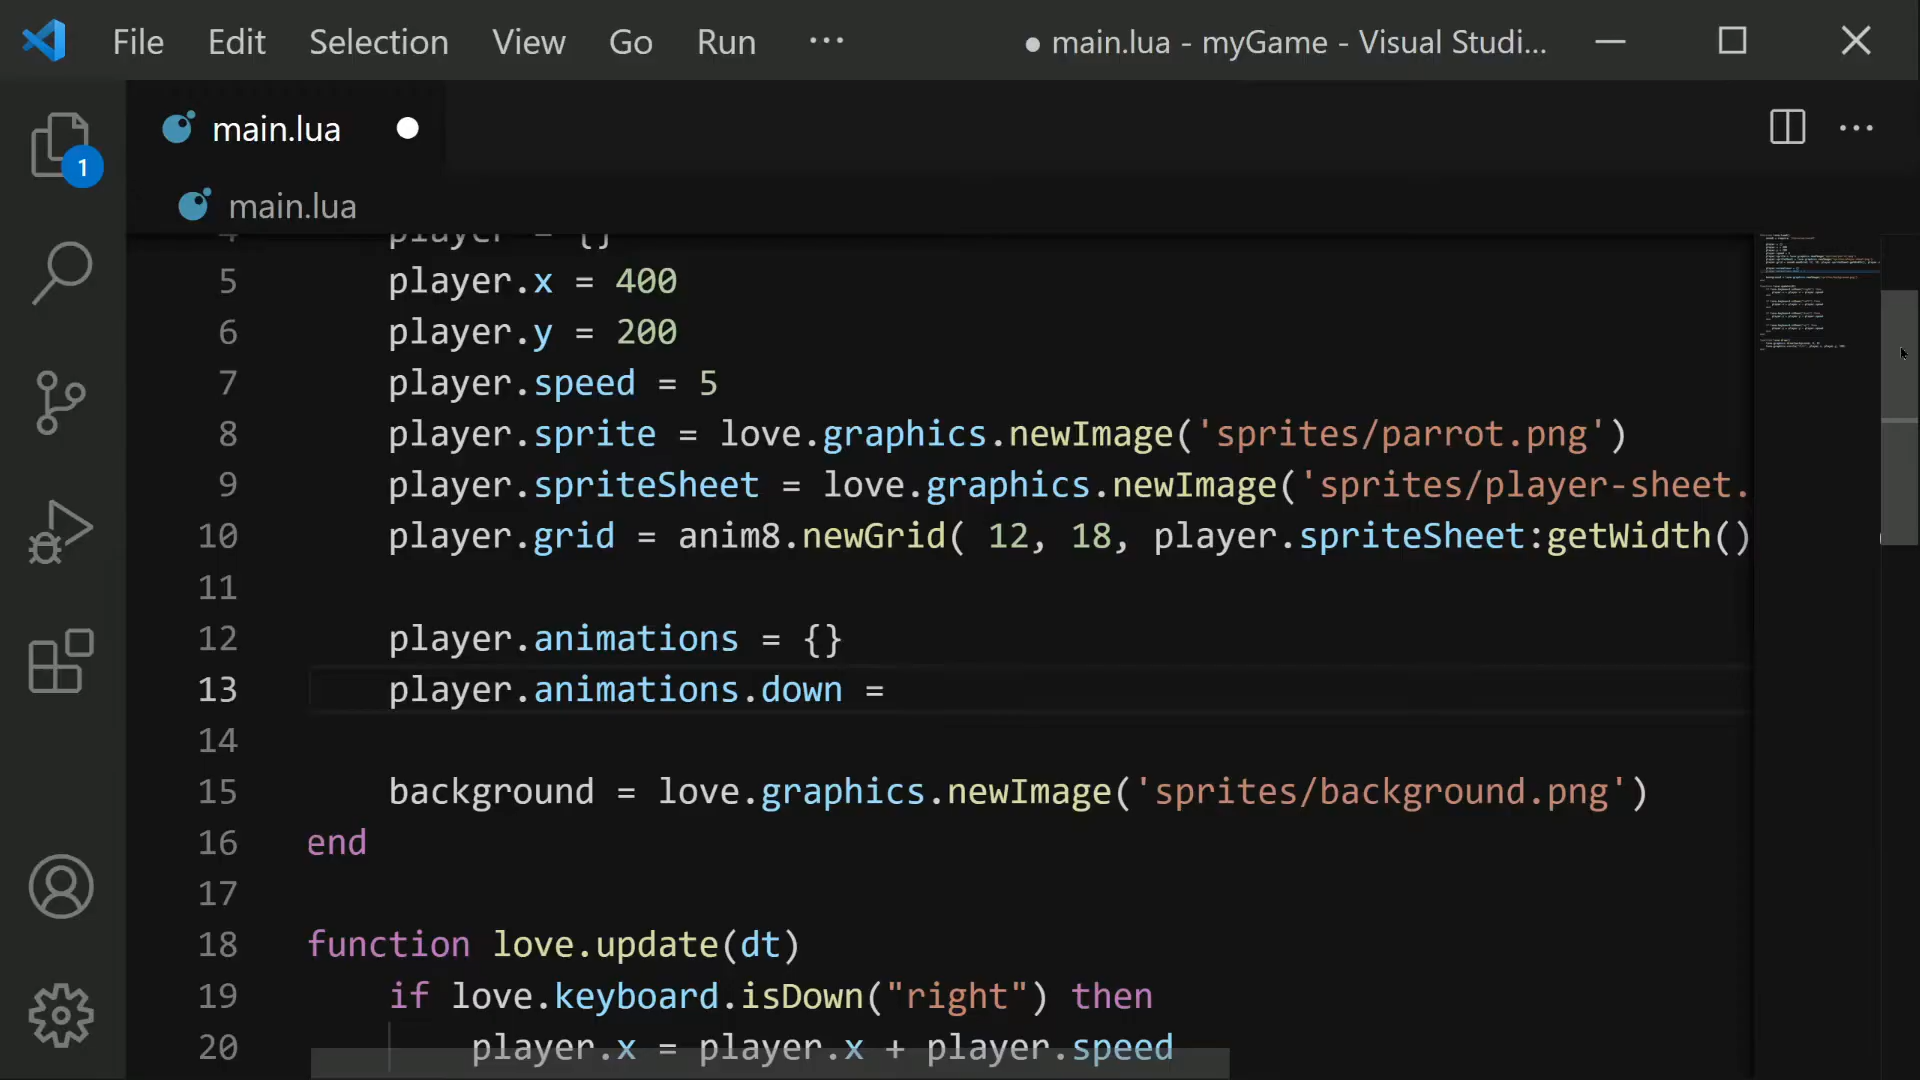 File Edit Selection View Go Run ··· ● main.lua - myGame - Visual Studi...
main.lua
1
main.lua
4 player = {}
5 player.x = 400
6 player.y = 200
7 player.speed = 5
8 player.sprite = love.graphics.newImage('sprites/parrot.png')
9 player.spriteSheet = love.graphics.newImage('sprites/player-sheet.
10 player.grid = anim8.newGrid( 12, 18, player.spriteSheet:getWidth()
11
12 player.animations = {}
13 player.animations.down =
14
15 background = love.graphics.newImage('sprites/background.png')
16 end
17
18 function love.update(dt)
19 if love.keyboard.isDown("right") then
20 player.x = player.x + player.speed